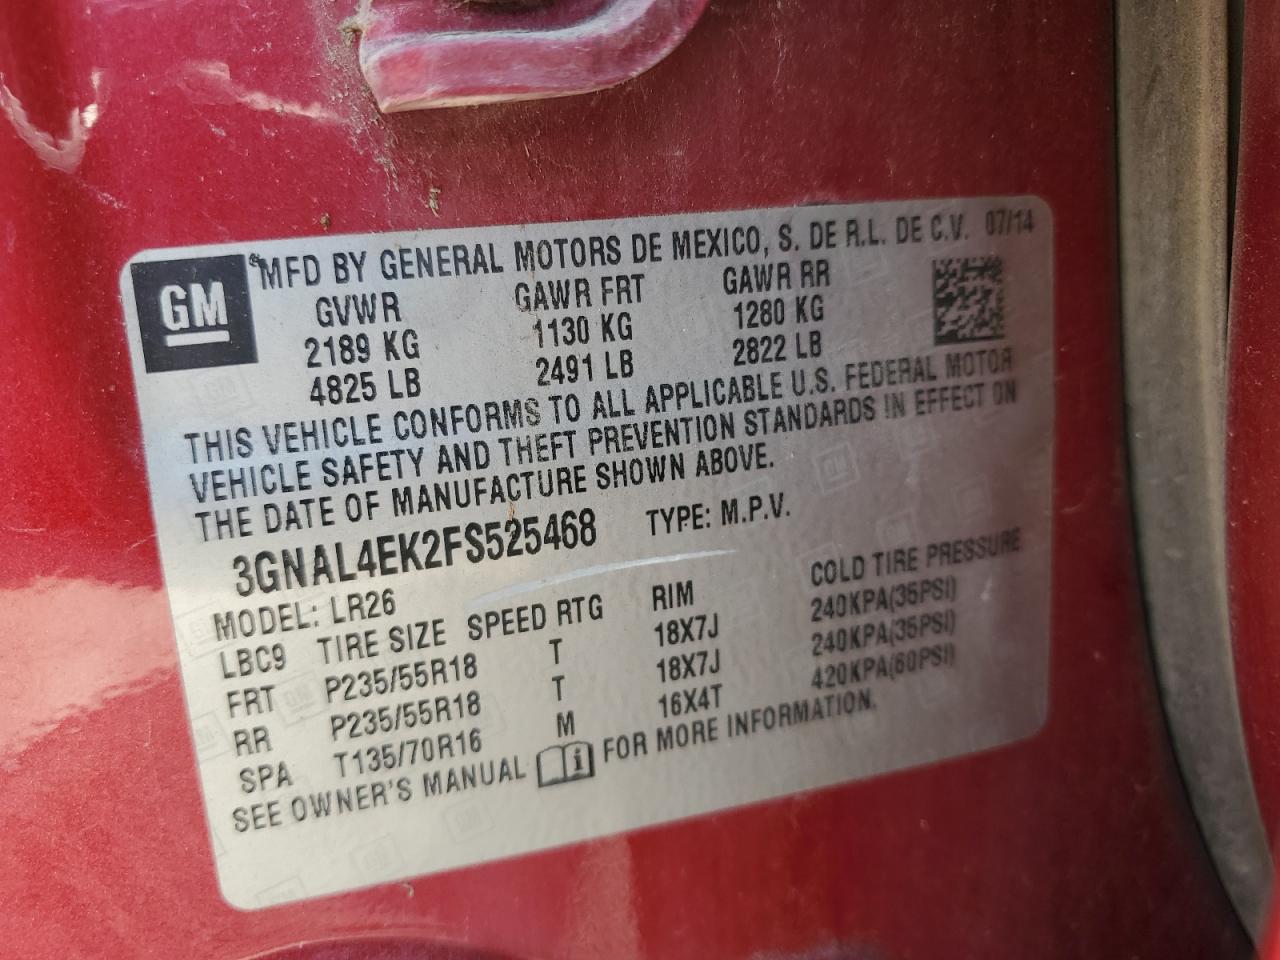 GM
MFD BY GENERAL MOTORS DE MEXICO, S. DE R.L. DE C.V. 07/14
GVWR GAWR FRT GAWR RR
2189 KG 1130 KG 1280 KG
4825 LB 2491 LB 2822 LB
THIS VEHICLE CONFORMS TO ALL APPLICABLE U.S. FEDERAL MOTOR
VEHICLE SAFETY AND THEFT PREVENTION STANDARDS IN EFFECT ON
THE DATE OF MANUFACTURE SHOWN ABOVE.
3GNAL4EK2FS525468 TYPE: M.P.V.
MODEL: LR26
LBC9 TIRE SIZE SPEED RTG RIM COLD TIRE PRESSURE
FRT P235/55R18 T 18X7J 240KPA(35PSI)
RR P235/55R18 T 18X7J 240KPA(35PSI)
SPA T135/70R16 M 16X4T 420KPA(60PSI)
SEE OWNER'S MANUAL i FOR MORE INFORMATION.